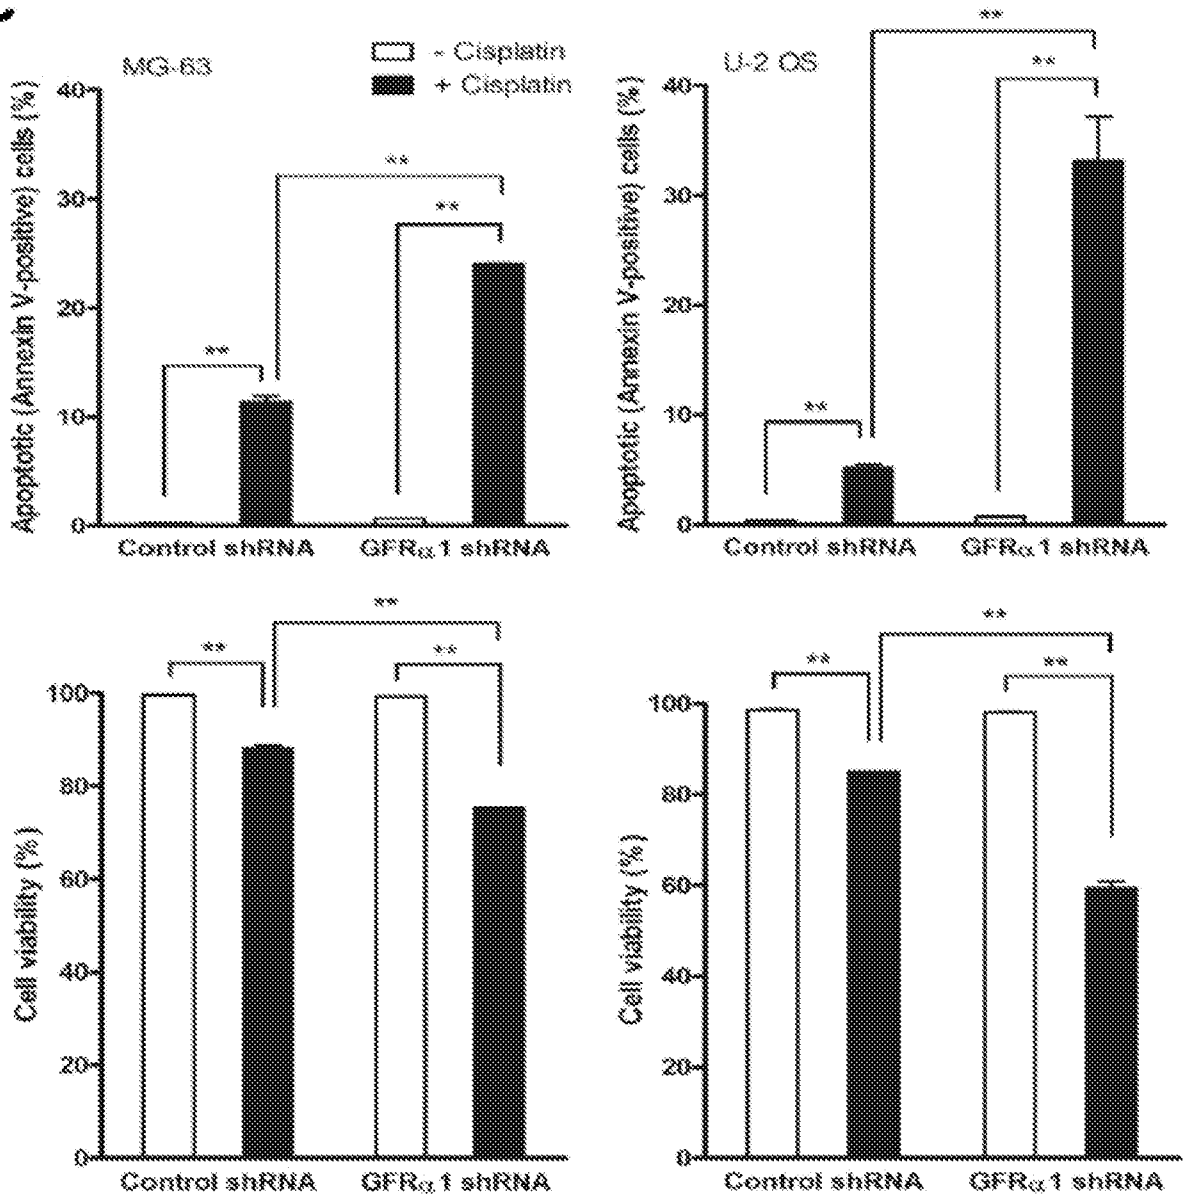 MG-63
- Cisplatin
+ Cisplatin
Apoptotic (Annexin V-positive) cells (%)
40
30
20
10
0
**
**
**
Control shRNA GFRα1 shRNA
U-2 OS
Apoptotic (Annexin V-positive) cells (%)
40
30
20
10
0
**
**
**
Control shRNA GFRα1 shRNA
Cell viability (%)
100
80
60
40
20
0
**
**
**
Control shRNA GFRα1 shRNA
Cell viability (%)
100
80
60
40
20
0
**
**
**
Control shRNA GFRα1 shRNA